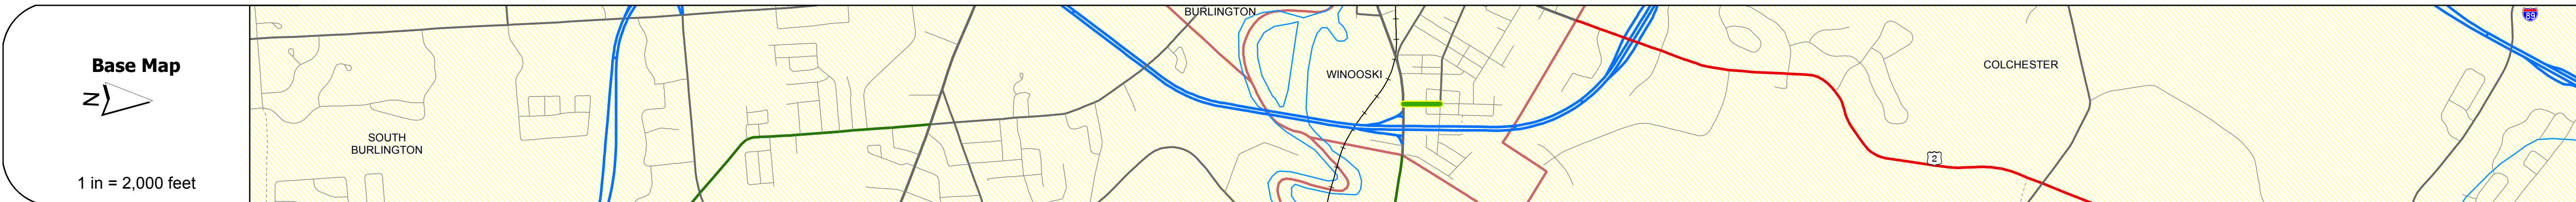 Base Map
N
1 in = 2,000 feet
SOUTH
BURLINGTON
BURLINGTON
WINOOSKI
COLCHESTER
2
89